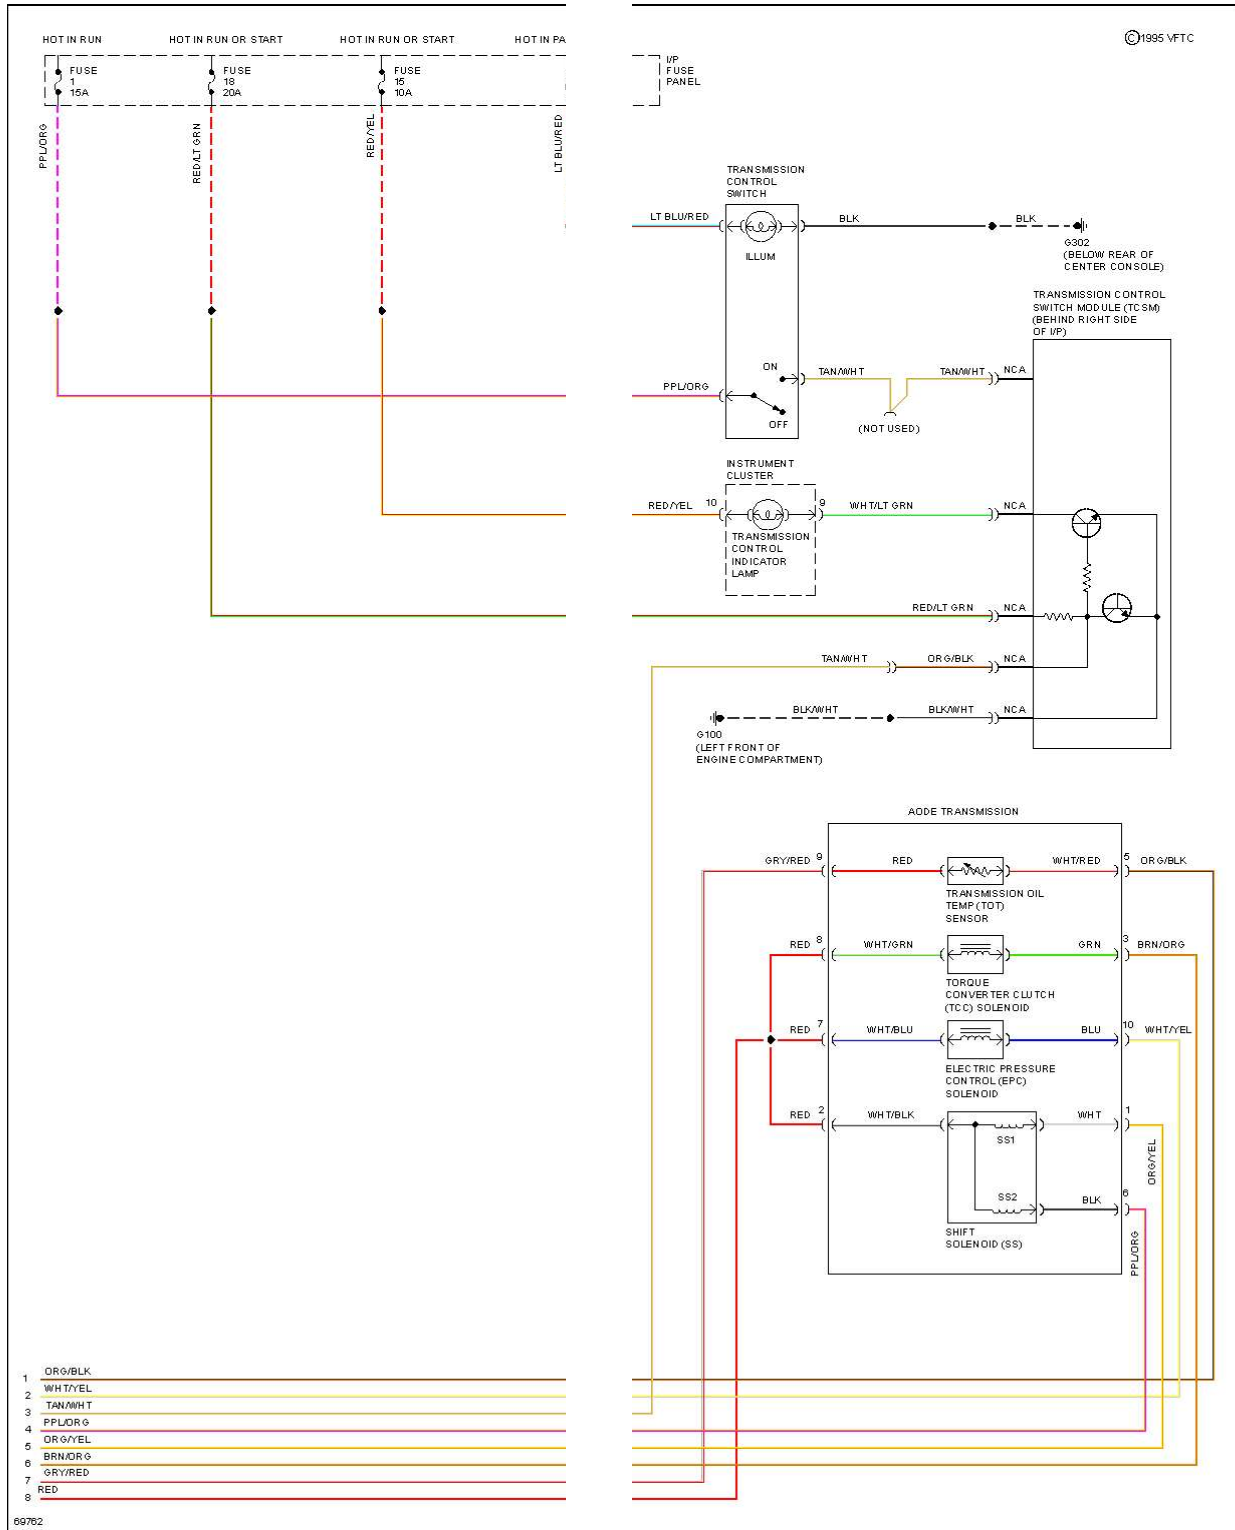 HOT IN RUN
HOT IN RUN OR START
HOT IN RUN OR START
HOT IN PA
©1995 VFTC
FUSE
1
15A
FUSE
18
20A
FUSE
15
10A
I/P
FUSE
PANEL
PPL/ORG
RED/LT GRN
RED/YEL
LT BLU/RED
TRANSMISSION
CONTROL
SWITCH
LT BLU/RED
BLK
BLK
ILLUM
G302
(BELOW REAR OF
CENTER CONSOLE)
TRANSMISSION CONTROL
SWITCH MODULE (TCSM)
(BEHIND RIGHT SIDE
OF I/P)
ON
TAN/WHT
TAN/WHT
NCA
PPL/ORG
OFF
(NOT USED)
INSTRUMENT
CLUSTER
RED/YEL
10
9
WHT/LT GRN
NCA
TRANSMISSION
CONTROL
INDICATOR
LAMP
RED/LT GRN
NCA
TAN/WHT
ORG/BLK
NCA
BLK/WHT
BLK/WHT
NCA
G100
(LEFT FRONT OF
ENGINE COMPARTMENT)
AODE TRANSMISSION
GRY/RED
9
RED
WHT/RED
5
ORG/BLK
TRANSMISSION OIL
TEMP (TOT)
SENSOR
RED
8
WHT/GRN
GRN
3
BRN/ORG
TORQUE
CONVERTER CLUTCH
(TCC) SOLENOID
RED
7
WHT/BLU
BLU
10
WHT/YEL
ELECTRIC PRESSURE
CONTROL (EPC)
SOLENOID
RED
2
WHT/BLK
SS1
WHT
1
ORG/YEL
SS2
BLK
6
PPL/ORG
SHIFT
SOLENOID (SS)
1 ORG/BLK
2 WHT/YEL
3 TAN/WHT
4 PPL/ORG
5 ORG/YEL
6 BRN/ORG
7 GRY/RED
8 RED
69762